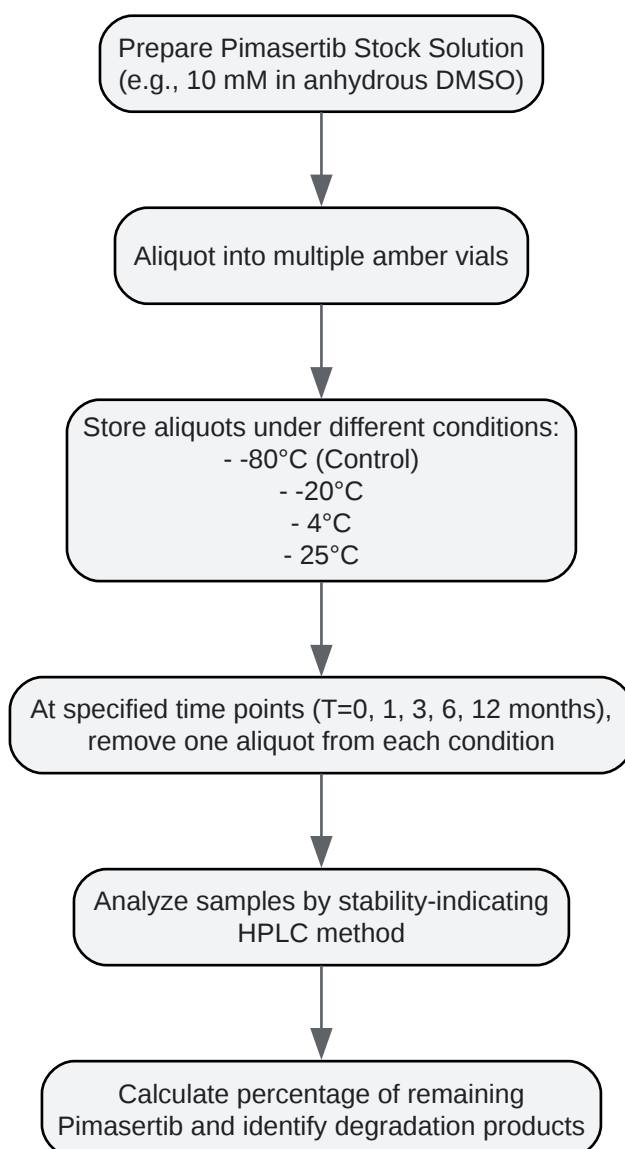 Prepare Pimasertib Stock Solution
(e.g., 10 mM in anhydrous DMSO)
Aliquot into multiple amber vials
Store aliquots under different conditions:
- -80°C (Control)
- -20°C
- 4°C
- 25°C
At specified time points (T=0, 1, 3, 6, 12 months),
remove one aliquot from each condition
Analyze samples by stability-indicating
HPLC method
Calculate percentage of remaining
Pimasertib and identify degradation products